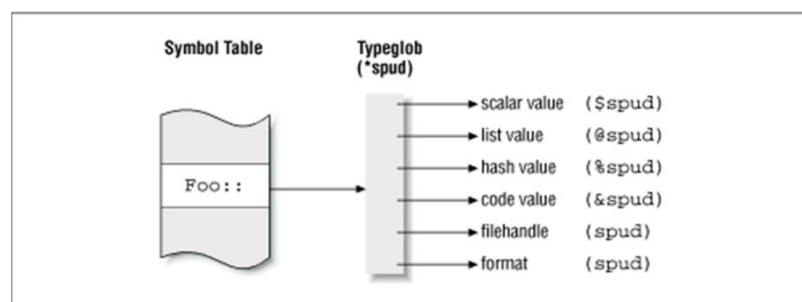 Symbol Table
Typeglob
(*spud)
Foo::
scalar value ($spud)
list value (@spud)
hash value (%spud)
code value (&spud)
filehandle (spud)
format (spud)